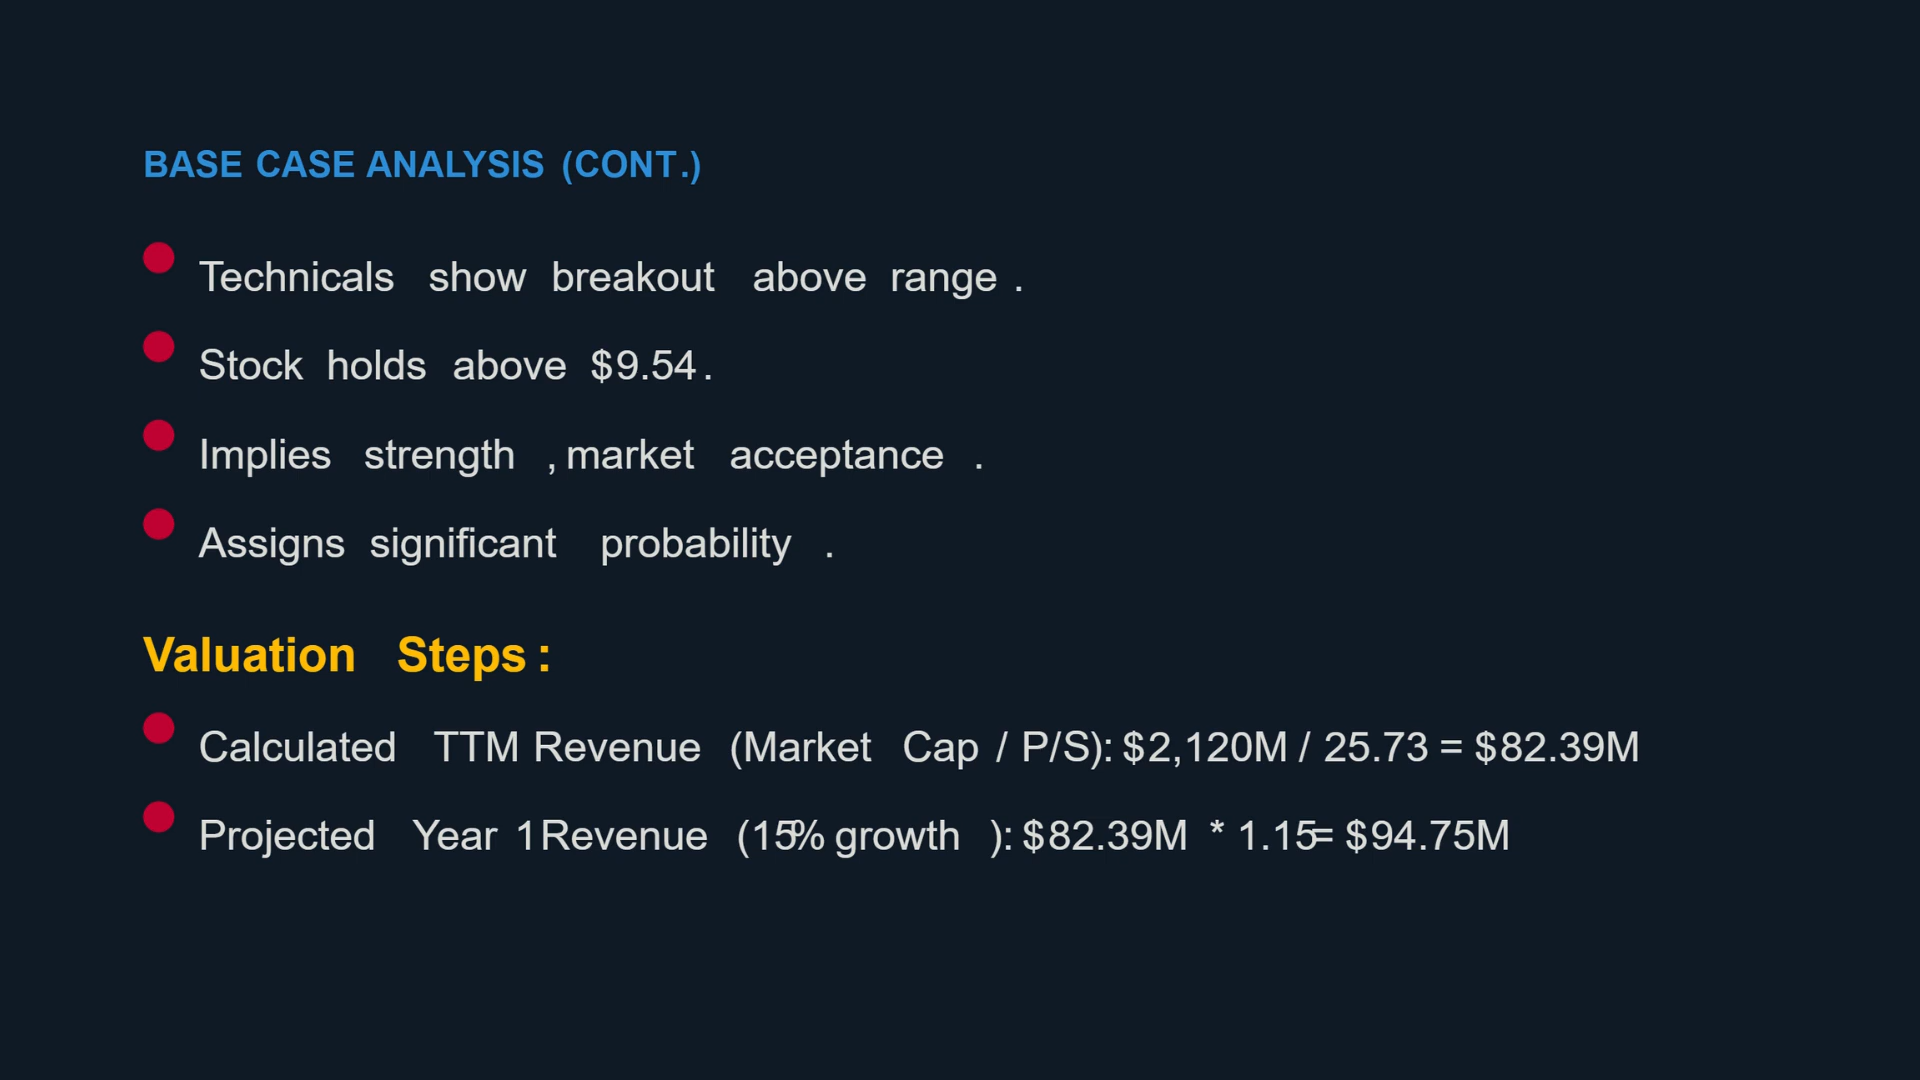 BASE CASE ANALYSIS (CONT.)
Technicals show breakout above range.
Stock holds above $9.54.
Implies strength, market acceptance.
Assigns significant probability.
Valuation Steps:
Calculated TTM Revenue (Market Cap / P/S): $2,120M / 25.73 = $82.39M
Projected Year 1 Revenue (15% growth): $82.39M * 1.15 = $94.75M